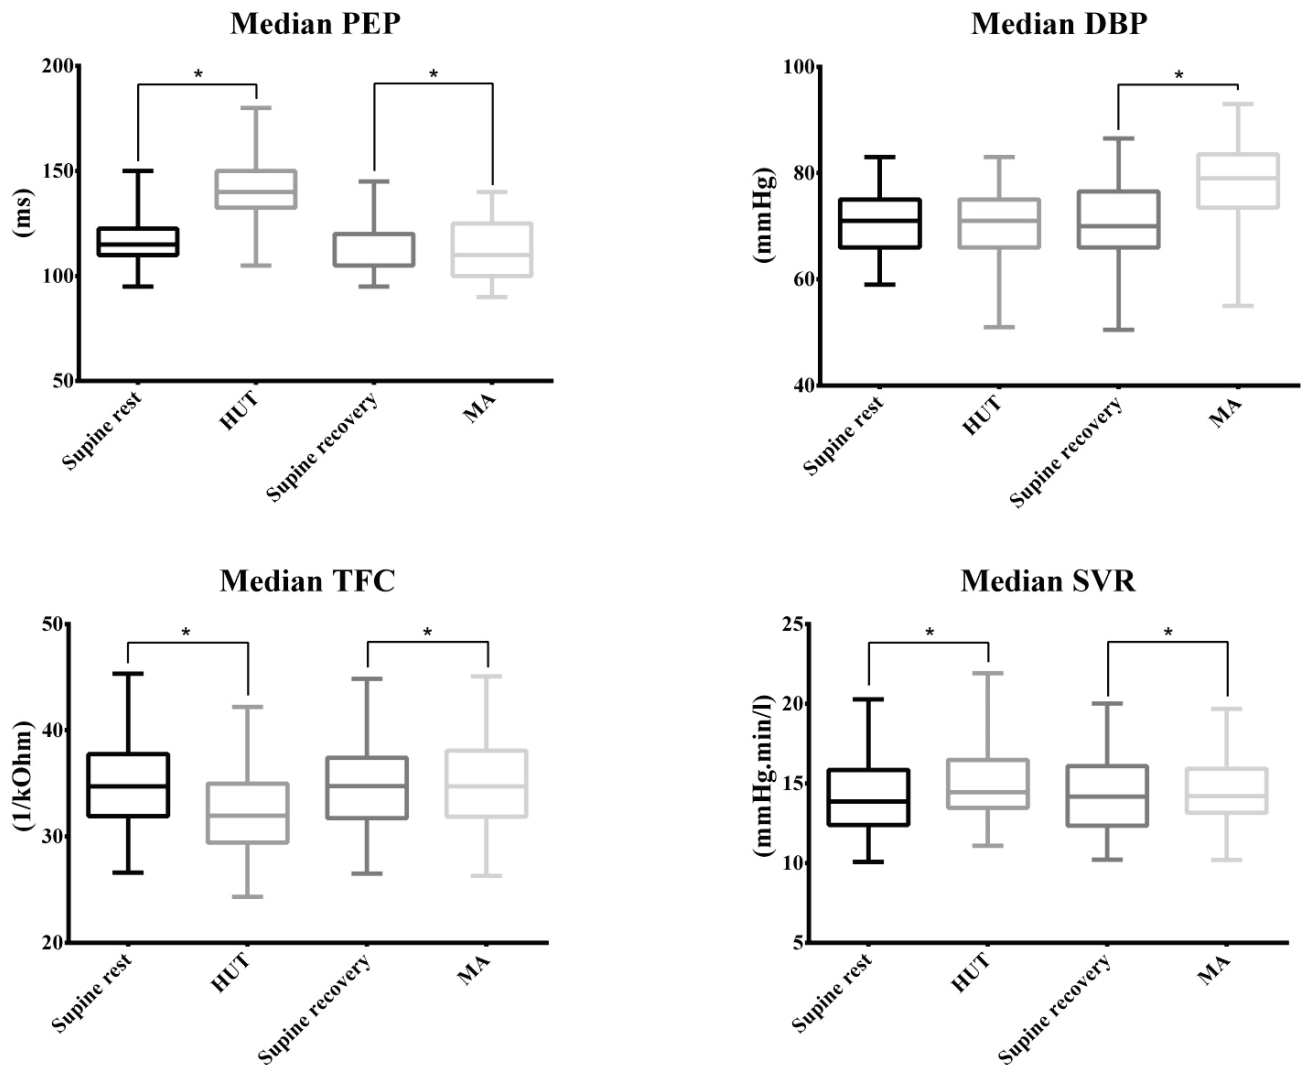 Median PEP
200
150
100
50
(ms)
*
*
Supine rest
HUT
Supine recovery
MA
Median DBP
100
80
60
40
(mmHg)
*
Supine rest
HUT
Supine recovery
MA
Median TFC
50
40
30
20
(1/kOhm)
*
*
Supine rest
HUT
Supine recovery
MA
Median SVR
25
20
15
10
5
(mmHg.min/l)
*
*
Supine rest
HUT
Supine recovery
MA